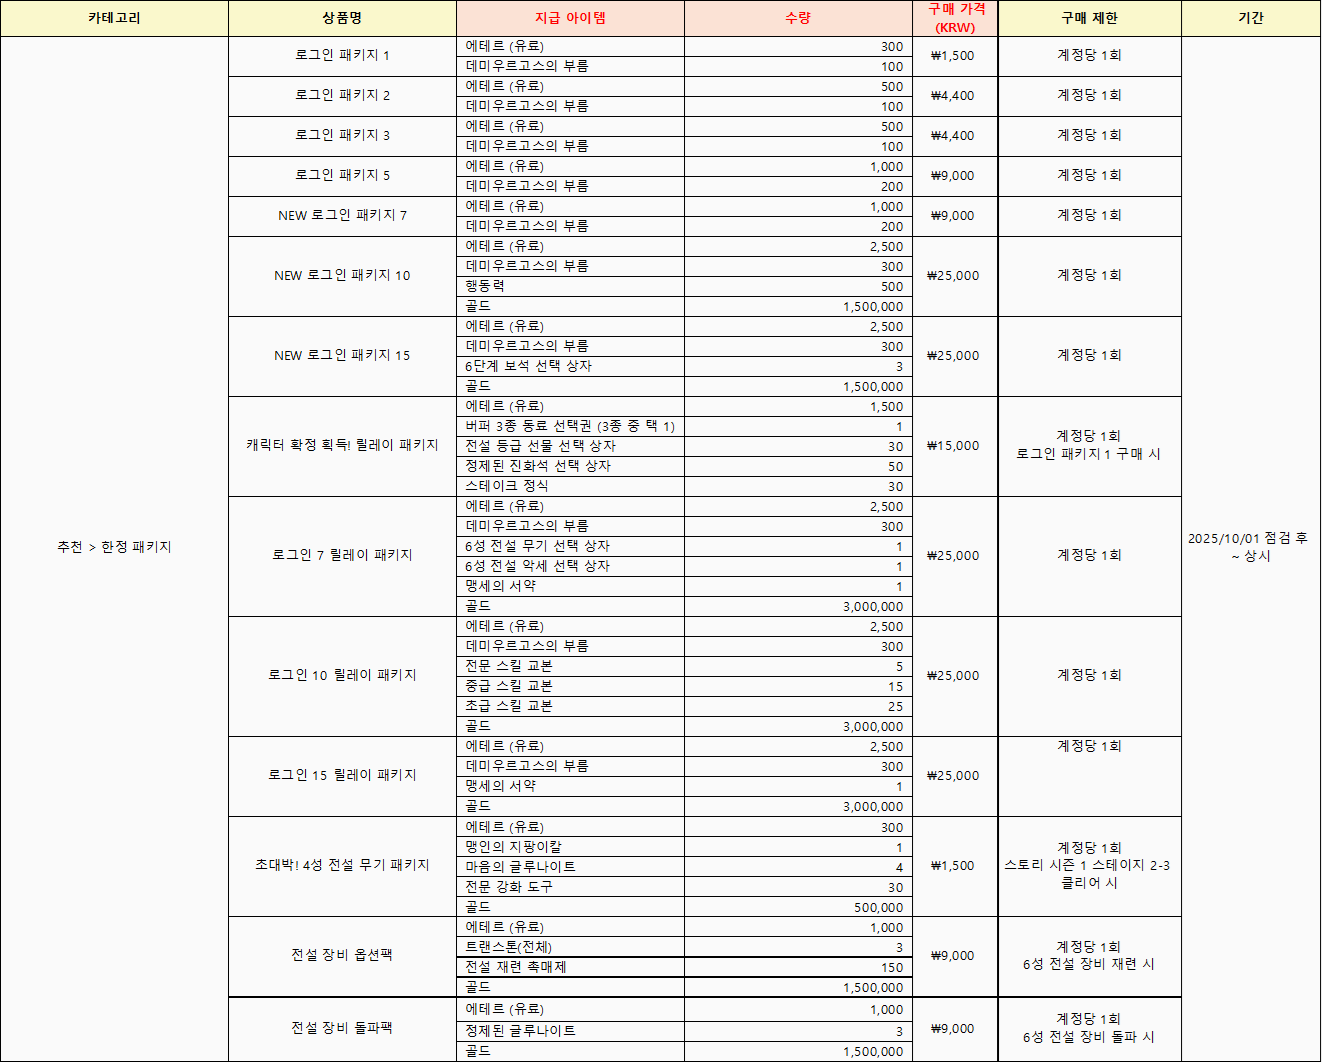 카테고리 상품명 지급 아이템 수량 구매 가격 (KRW) 구매 제한 기간
추천 > 한정 패키지
2025/10/01 점검 후
~ 상시
로그인 패키지 1
에테르 (유료) 300
데미우르고스의 부름 100
₩1,500
계정당 1회
로그인 패키지 2
에테르 (유료) 500
데미우르고스의 부름 100
₩4,400
계정당 1회
로그인 패키지 3
에테르 (유료) 500
데미우르고스의 부름 100
₩4,400
계정당 1회
로그인 패키지 5
에테르 (유료) 1,000
데미우르고스의 부름 200
₩9,000
계정당 1회
NEW 로그인 패키지 7
에테르 (유료) 1,000
데미우르고스의 부름 200
₩9,000
계정당 1회
NEW 로그인 패키지 10
에테르 (유료) 2,500
데미우르고스의 부름 300
행동력 500
골드 1,500,000
₩25,000
계정당 1회
NEW 로그인 패키지 15
에테르 (유료) 2,500
데미우르고스의 부름 300
6단계 보석 선택 상자 3
골드 1,500,000
₩25,000
계정당 1회
캐릭터 확정 획득! 릴레이 패키지
에테르 (유료) 1,500
버퍼 3종 동료 선택권 (3종 중 택 1) 1
전설 등급 선물 선택 상자 30
정제된 진화석 선택 상자 50
스테이크 정식 30
₩15,000
계정당 1회
로그인 패키지 1 구매 시
로그인 7 릴레이 패키지
에테르 (유료) 2,500
데미우르고스의 부름 300
6성 전설 무기 선택 상자 1
6성 전설 악세 선택 상자 1
맹세의 서약 1
골드 3,000,000
₩25,000
계정당 1회
로그인 10 릴레이 패키지
에테르 (유료) 2,500
데미우르고스의 부름 300
전문 스킬 교본 5
중급 스킬 교본 15
초급 스킬 교본 25
골드 3,000,000
₩25,000
계정당 1회
로그인 15 릴레이 패키지
에테르 (유료) 2,500
데미우르고스의 부름 300
맹세의 서약 1
골드 3,000,000
₩25,000
계정당 1회
초대박! 4성 전설 무기 패키지
에테르 (유료) 300
맹인의 지팡이칼 1
마음의 글루나이트 4
전문 강화 도구 30
골드 500,000
₩1,500
계정당 1회
스토리 시즌 1 스테이지 2-3
클리어 시
전설 장비 옵션팩
에테르 (유료) 1,000
트랜스톤(전체) 3
전설 재련 촉매제 150
골드 1,500,000
₩9,000
계정당 1회
6성 전설 장비 재련 시
전설 장비 돌파팩
에테르 (유료) 1,000
정제된 글루나이트 3
골드 1,500,000
₩9,000
계정당 1회
6성 전설 장비 돌파 시